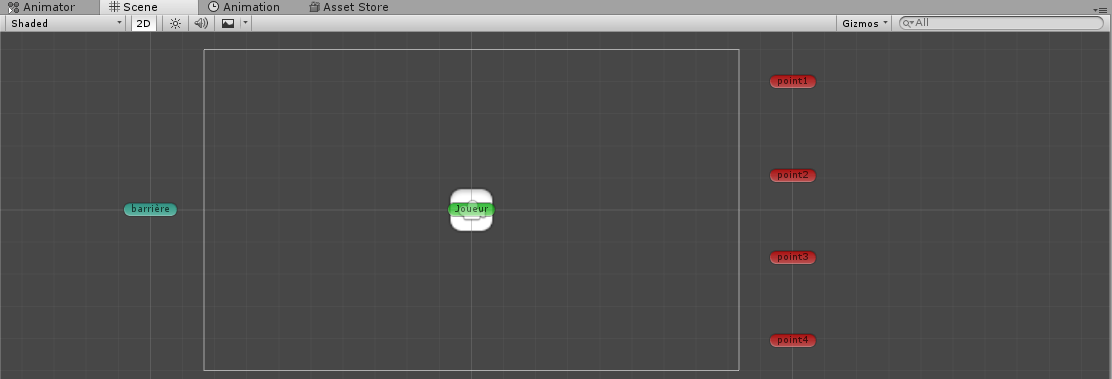 Animator Scene Animation Asset Store
Shaded 2D Gizmos All
point1
point2
barrière Joueur
point3
point4